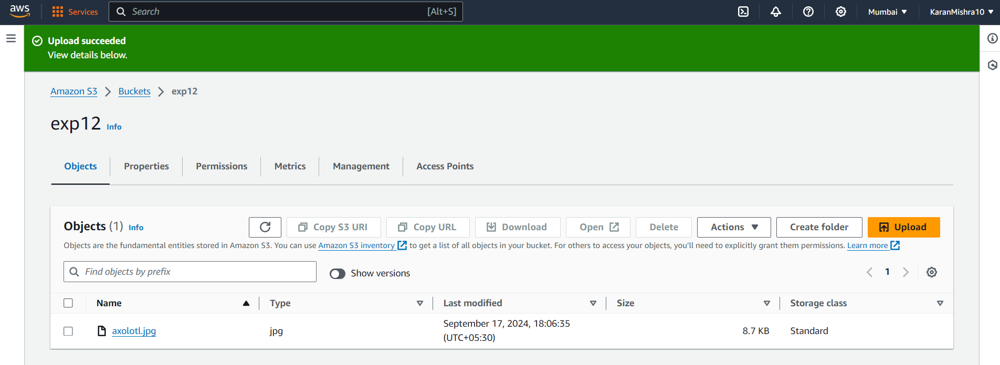 aws Services Search [Alt+S] Mumbai ▼ KaranMishra10 ▼
Upload succeeded
View details below.
Amazon S3 > Buckets > exp12
exp12 Info
Objects Properties Permissions Metrics Management Access Points
Objects (1) Info Copy S3 URI Copy URL Download Open Delete Actions ▼ Create folder Upload
Objects are the fundamental entities stored in Amazon S3. You can use Amazon S3 inventory to get a list of all objects in your bucket. For others to access your objects, you’ll need to explicitly grant them permissions. Learn more
Find objects by prefix Show versions < 1 >
Name Type Last modified Size Storage class
axolotl.jpg jpg September 17, 2024, 18:06:35 (UTC+05:30) 8.7 KB Standard